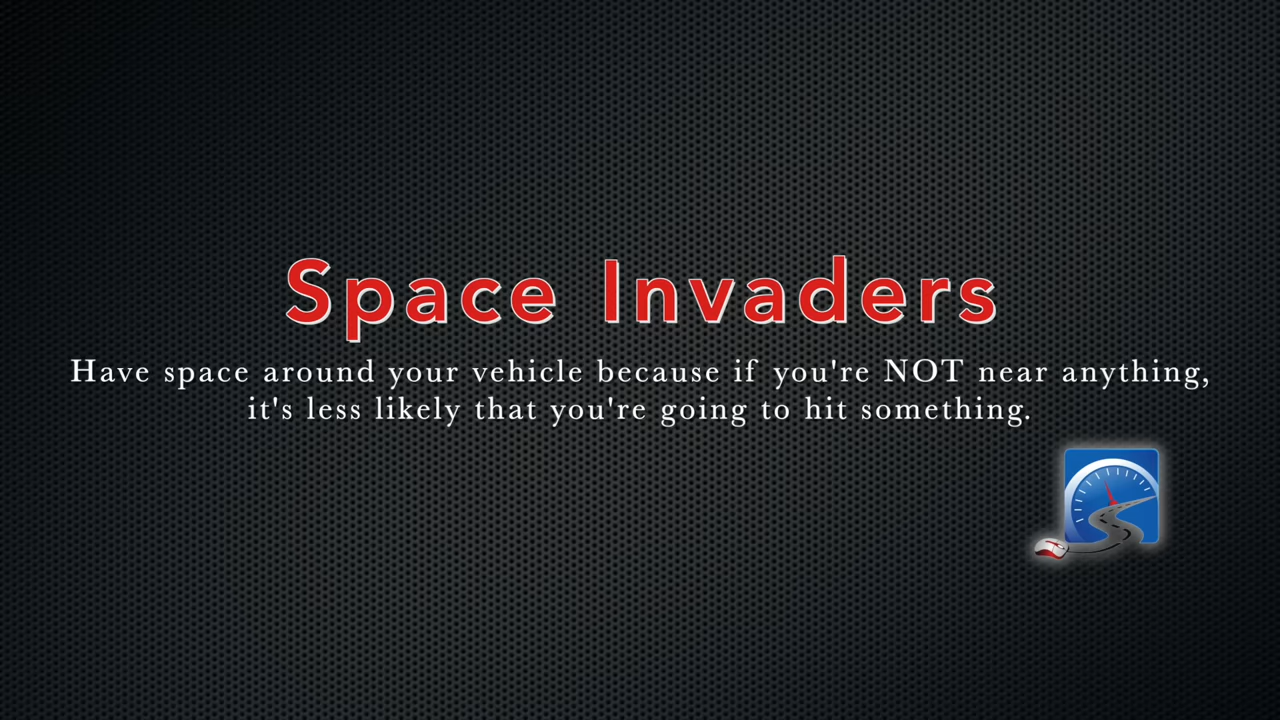 Space Invaders
Have space around your vehicle because if you're NOT near anything,
it's less likely that you're going to hit something.